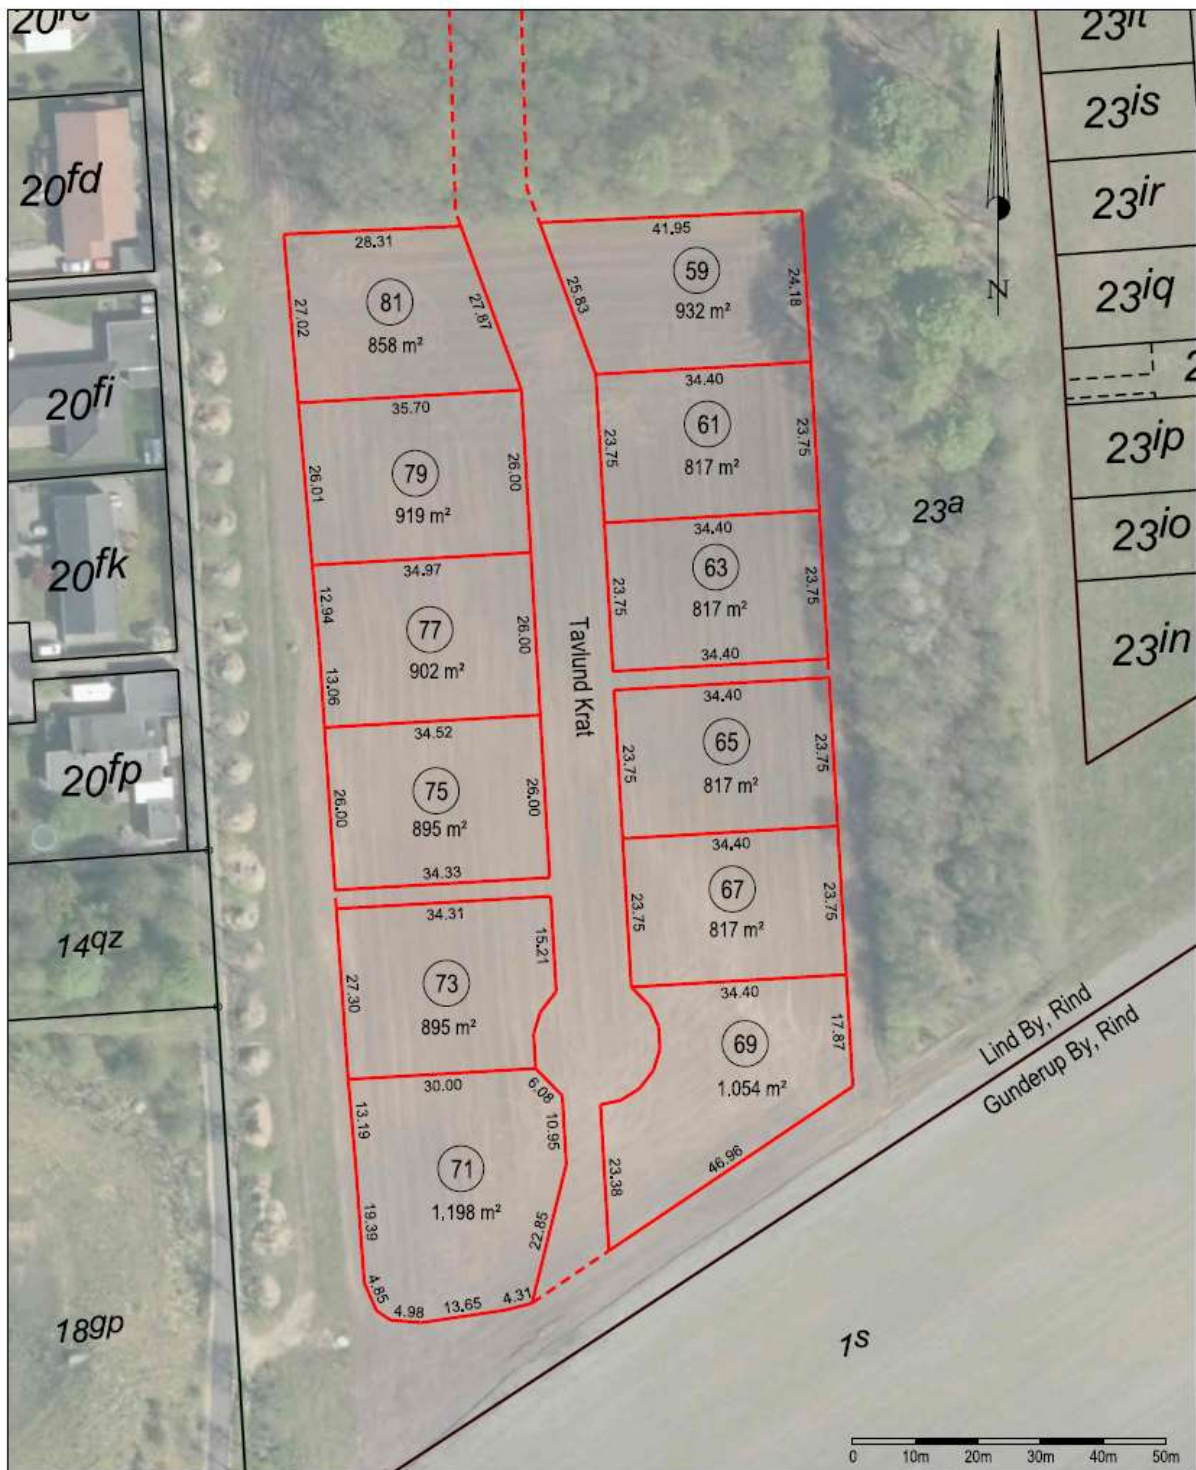 23it
20fd
23is
23ir
23iq
N
28.31
27.02
81
858 m²
27.87
41.95
25.83
59
932 m²
24.18
20fi
35.70
26.01
79
919 m²
26.00
34.40
23.75
61
817 m²
23.75
23a
23ip
23io
20fk
34.97
12.94
77
902 m²
13.06
26.00
34.40
23.75
63
817 m²
23.75
34.40
23in
Tavlund Krat
20fp
34.52
26.00
75
895 m²
26.00
34.33
34.40
23.75
65
817 m²
23.75
34.40
23.75
67
817 m²
23.75
14qz
34.31
27.30
73
895 m²
15.21
34.40
69
1.054 m²
17.87
46.96
23.38
Lind By, Rind
Gunderup By, Rind
30.00
6.08
13.19
10.95
71
1,198 m²
19.39
22.85
4.85
4.98
13.65
4.31
18gp
1s
0 10m 20m 30m 40m 50m